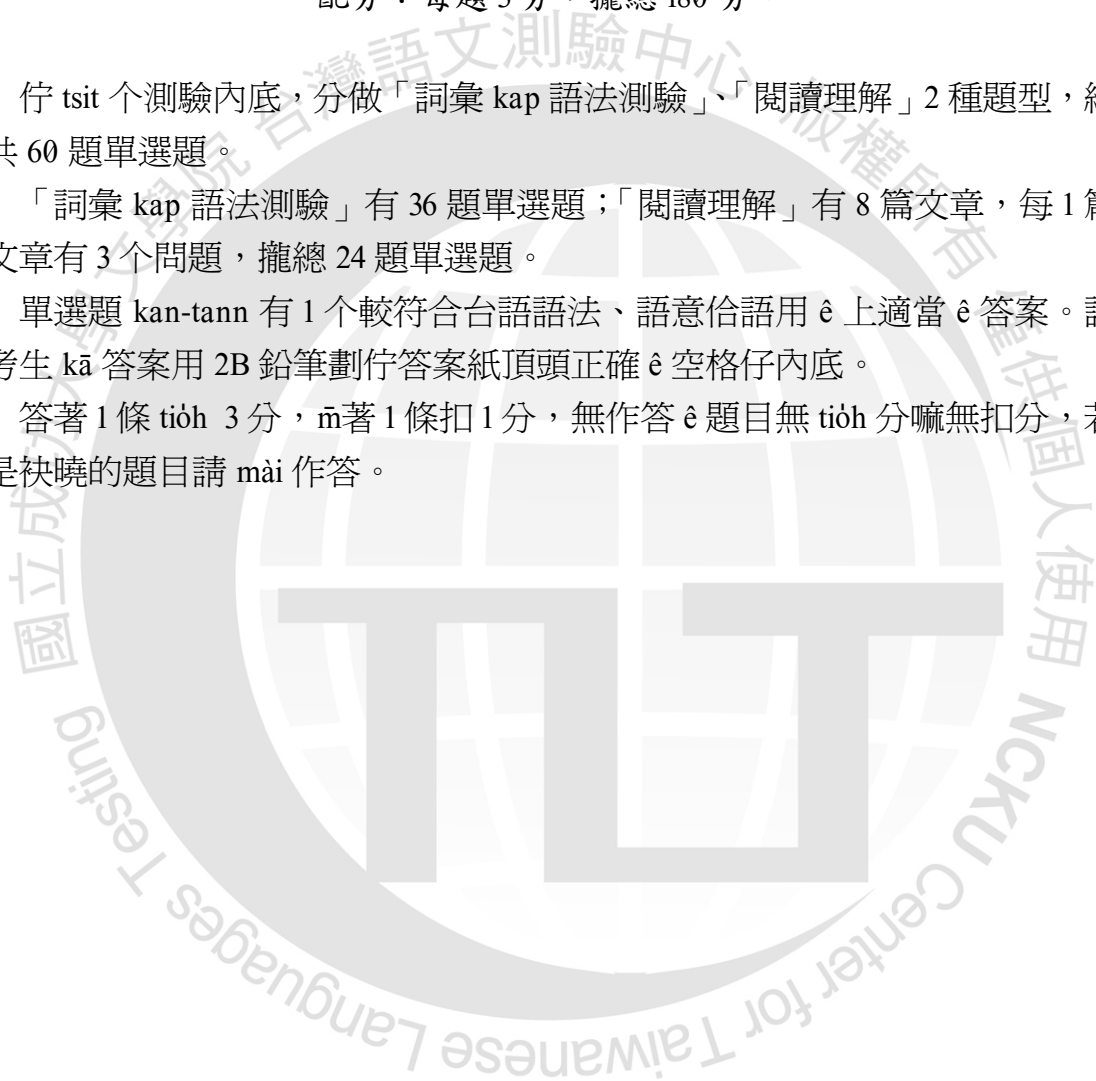 配分：每題 3 分，攏總 180 分。
佇 tsit 个測驗內底，分做「詞彙 kap 語法測驗」、「閱讀理解」2 種題型，總
共 60 題單選題。
「詞彙 kap 語法測驗」有 36 題單選題；「閱讀理解」有 8 篇文章，每 1 篇
文章有 3 个問題，攏總 24 題單選題。
單選題 kan-tann 有 1 个較符合台語語法、語意佮語用 ê 上適當 ê 答案。請
考生 kā 答案用 2B 鉛筆劃佇答案紙頂頭正確 ê 空格仔內底。
答著 1 條 tio̍h 3 分，m̄著 1 條扣 1 分，無作答 ê 題目無 tio̍h 分嘛無扣分，若
是袂曉的題目請 mài 作答。
國立成功大學文學院 台灣語文測驗中心 版權所有 僅供個人使用
NCKU Center for Taiwanese Languages Testing
TLT